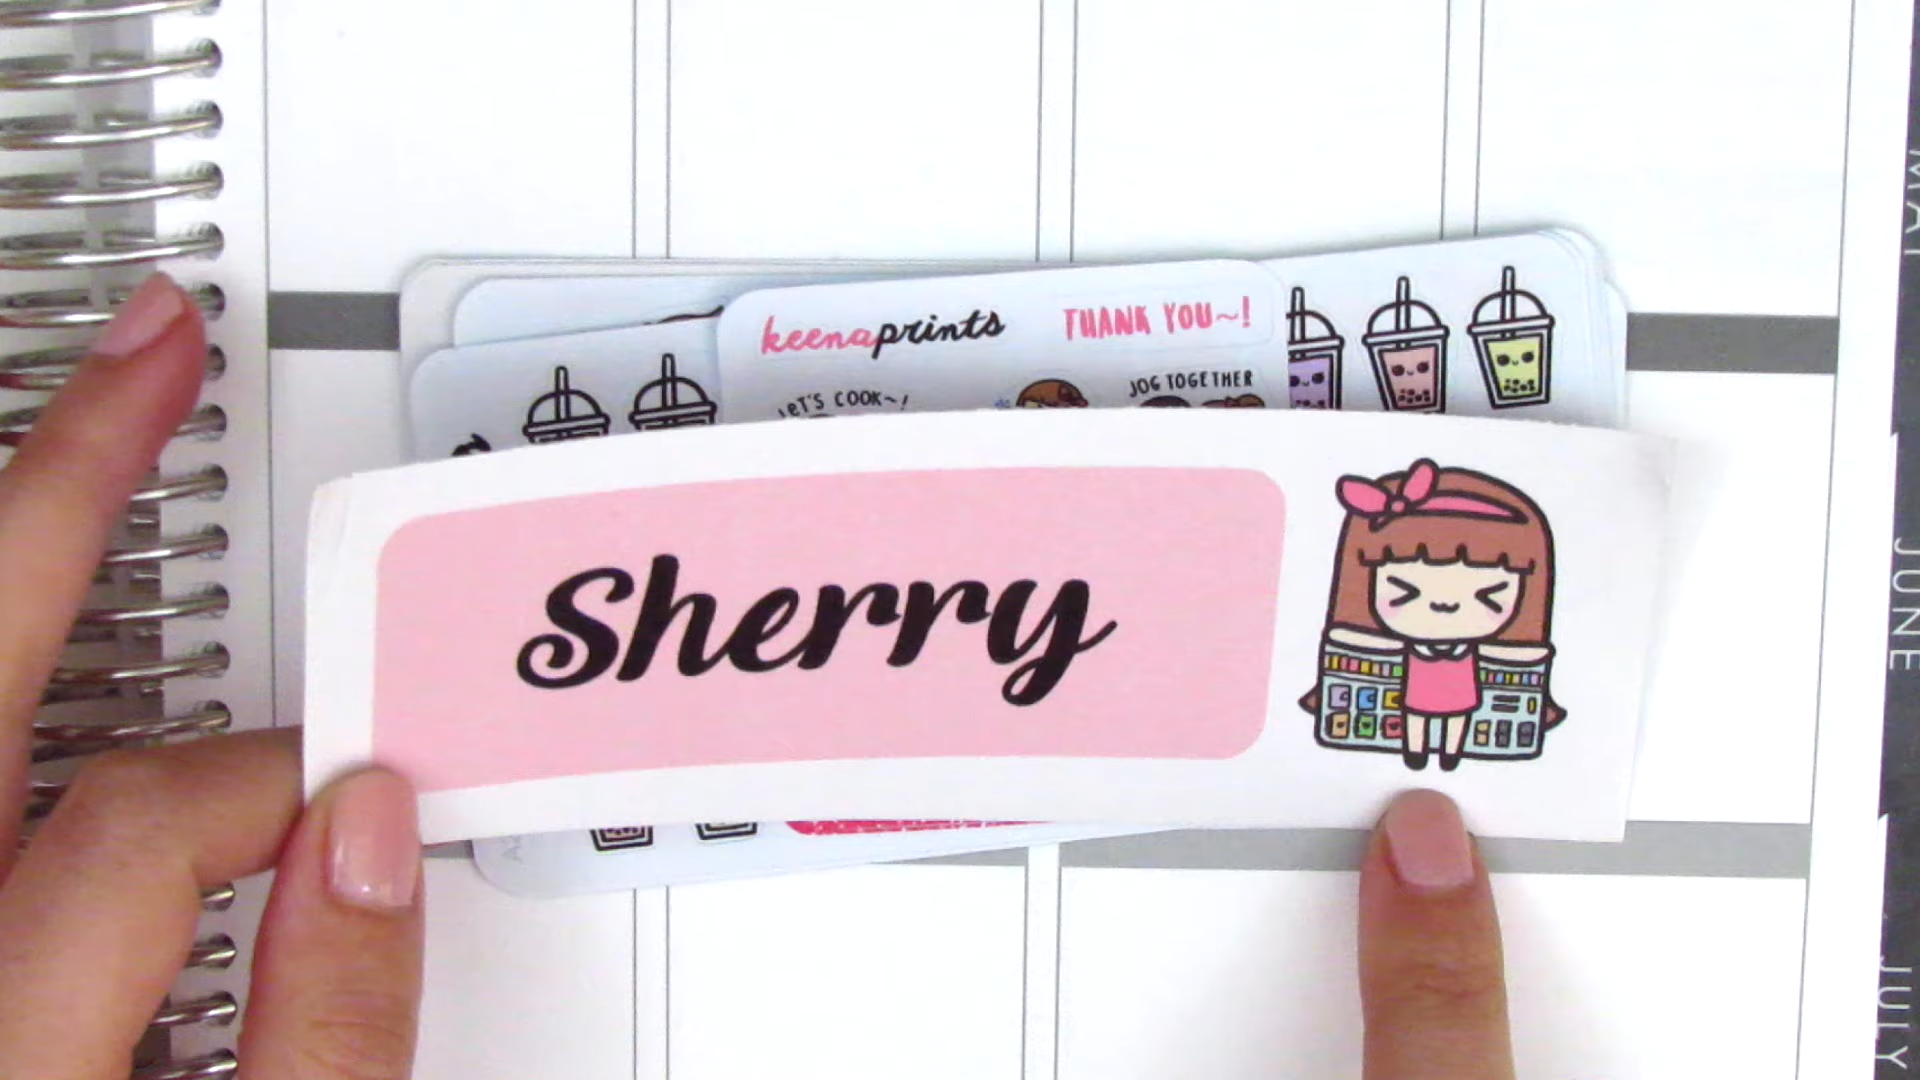 keenaprints
THANK YOU~!
LET'S COOK~!
JOG TOGETHER
Sherry
MAY
JUNE
JULY